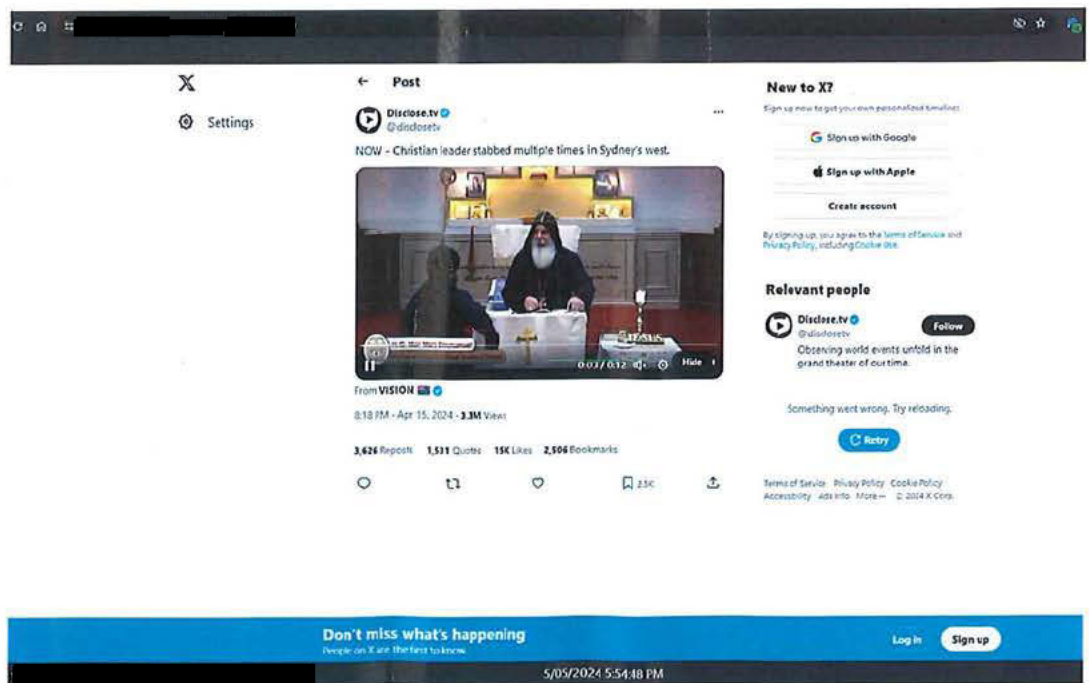 Post
Settings
Disclose.tv
@disclosetv
NOW - Christian leader stabbed multiple times in Sydney's west.
0:03 / 0:12
Hide
From VISION
8:18 PM - Apr 15, 2024 - 3.3M Views
3,626 Reposts 1,531 Quotes 15K Likes 2,506 Bookmarks
2.5K
New to X?
Sign up now to get your own personalized timeline!
Sign up with Google
Sign up with Apple
Create account
By signing up, you agree to the Terms of Service and
Privacy Policy, including Cookie Use.
Relevant people
Disclose.tv
@disclosetv
Follow
Observing world events unfold in the
grand theater of our time.
Something went wrong. Try reloading.
Retry
Terms of Service Privacy Policy Cookie Policy
Accessibility Ads info More © 2024 X Corp.
Don't miss what's happening
People on X are the first to know.
Log in
Sign up
5/05/2024 5:54:48 PM